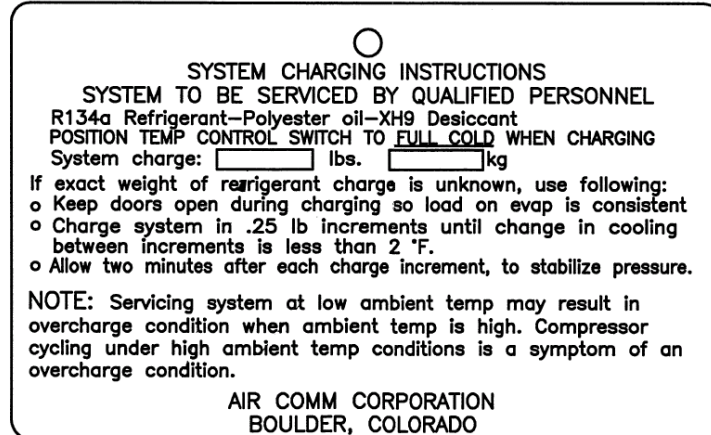 SYSTEM CHARGING INSTRUCTIONS
SYSTEM TO BE SERVICED BY QUALIFIED PERSONNEL
R134a Refrigerant-Polyester oil-XH9 Desiccant
POSITION TEMP CONTROL SWITCH TO FULL COLD WHEN CHARGING
System charge: lbs. kg
If exact weight of rerigerant charge is unknown, use following:
o Keep doors open during charging so load on evap is consistent
o Charge system in .25 lb increments until change in cooling
between increments is less than 2 °F.
o Allow two minutes after each charge increment, to stabilize pressure.
NOTE: Servicing system at low ambient temp may result in
overcharge condition when ambient temp is high. Compressor
cycling under high ambient temp conditions is a symptom of an
overcharge condition.
AIR COMM CORPORATION
BOULDER, COLORADO